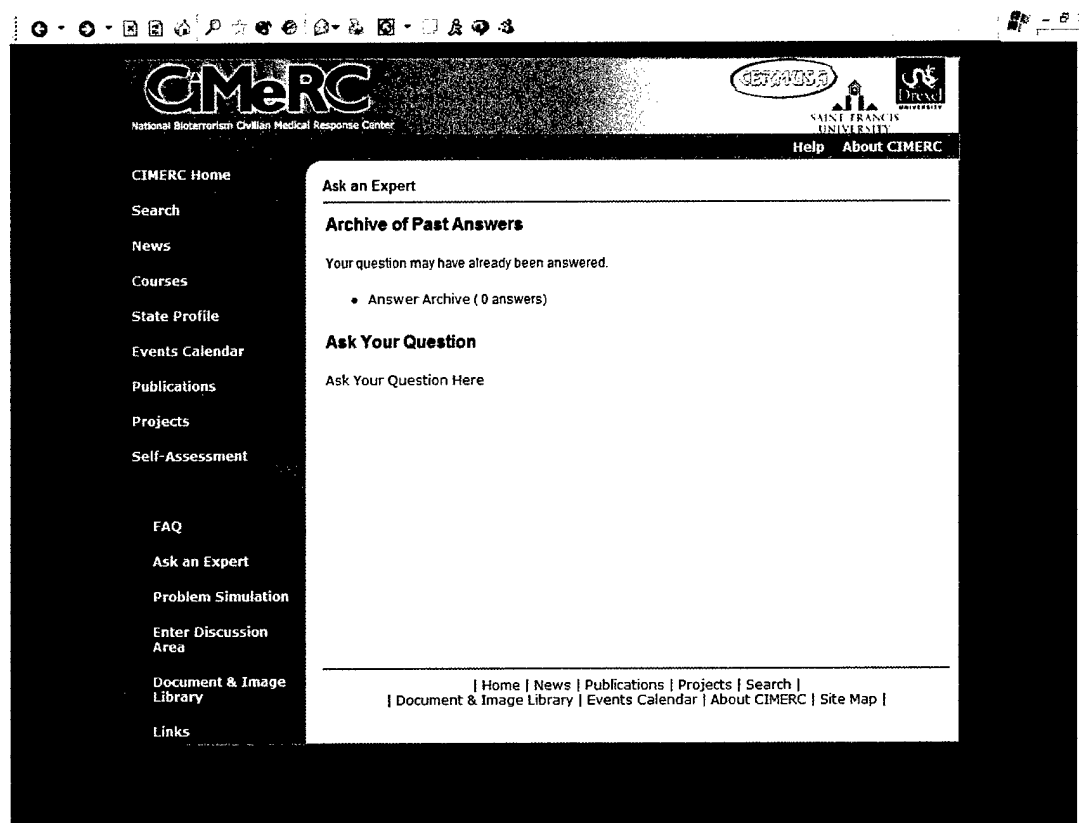 CiMeRC
National Bioterrorism Civilian Medical Response Center
CERMUSA
SAINT FRANCIS
UNIVERSITY
Drexel
UNIVERSITY
Help About CIMERC
CIMERC Home
Search
News
Courses
State Profile
Events Calendar
Publications
Projects
Self-Assessment
FAQ
Ask an Expert
Problem Simulation
Enter Discussion
Area
Document & Image
Library
Links
Ask an Expert
Archive of Past Answers
Your question may have already been answered.
• Answer Archive ( 0 answers)
Ask Your Question
Ask Your Question Here
| Home | News | Publications | Projects | Search |
| Document & Image Library | Events Calendar | About CIMERC | Site Map |